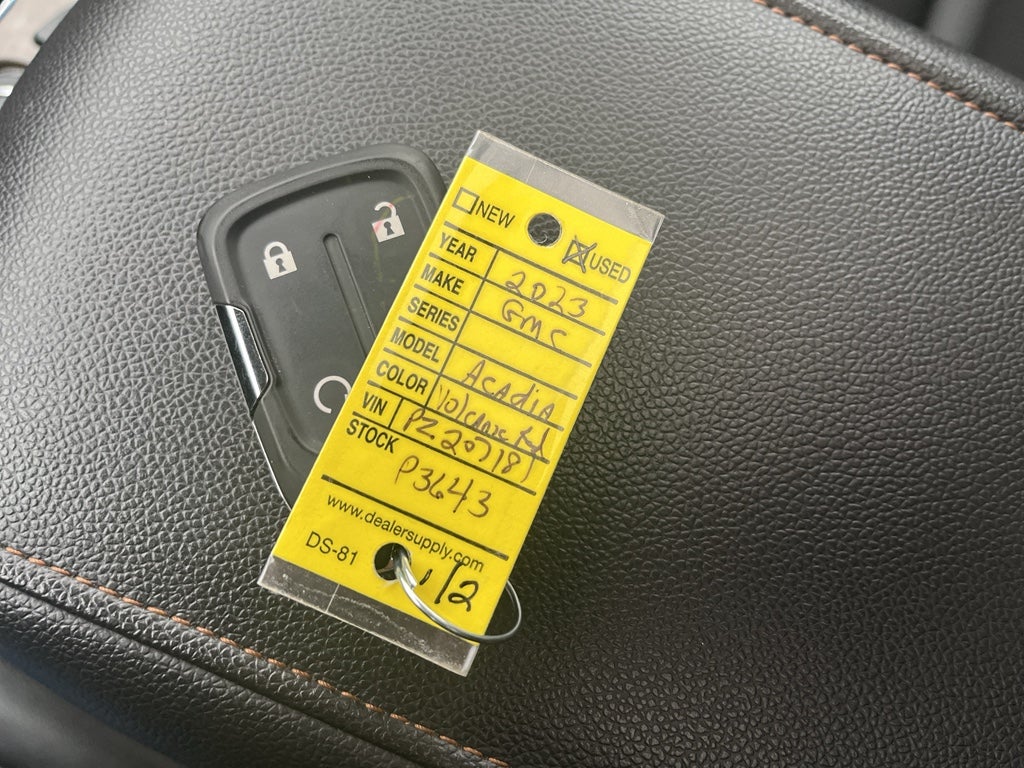 NEW USED
YEAR 2023
MAKE GMC
SERIES
MODEL Acadia
COLOR Volcanic Rd
VIN PZ207181
STOCK P3643
www.dealersupply.com
DS-81 1/2